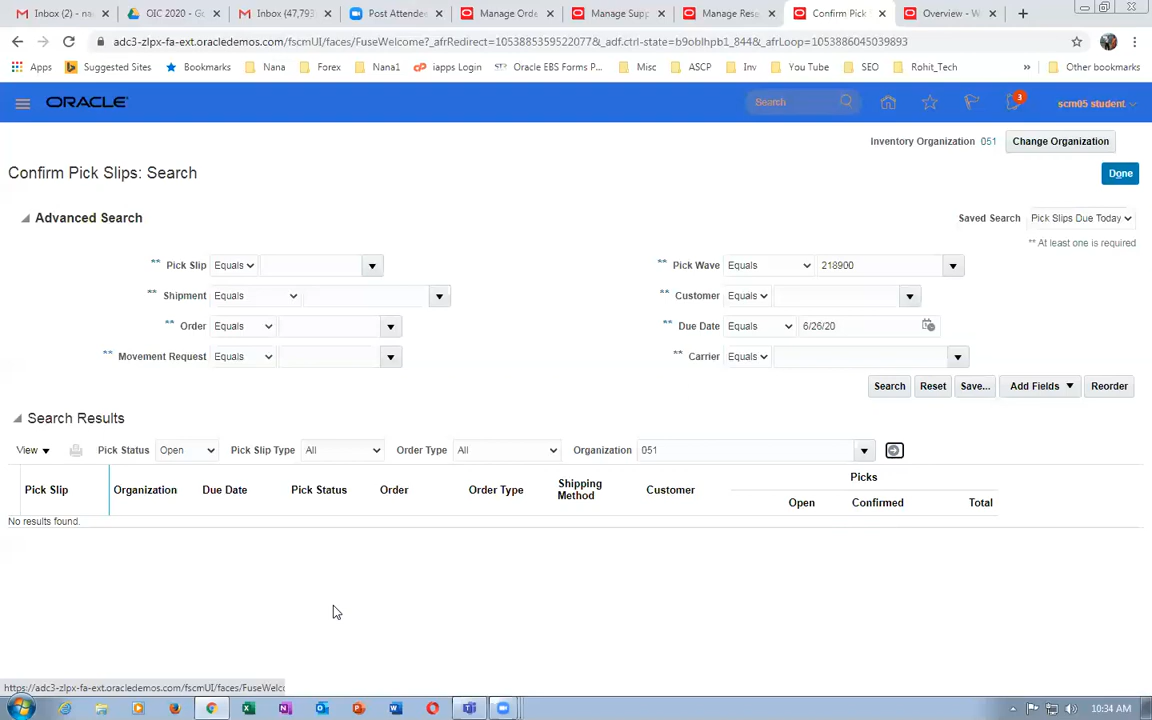 Inbox (2) - na
OIC 2020 - Go
Inbox (47,793
Post Attende
Manage Orde
Manage Supp
Manage Rese
Confirm Pick S
Overview - W
adc3-zlpx-fa-ext.oracledemos.com/fscmUI/faces/FuseWelcome?_afrRedirect=1053885359522077&_adf.ctrl-state=b9oblhpb1_844&_afrLoop=1053886045039893
Apps
Suggested Sites
Bookmarks
Nana
Forex
Nana1
iapps Login
Oracle EBS Forms P...
Misc
ASCP
Inv
You Tube
SEO
Rohit_Tech
»
Other bookmarks
ORACLE
Search
3
scm05 student
Inventory Organization 051
Change Organization
Confirm Pick Slips: Search
Done
Advanced Search
Saved Search Pick Slips Due Today
** At least one is required
** Pick Slip Equals
** Pick Wave Equals 218900
** Shipment Equals
** Customer Equals
** Order Equals
** Due Date Equals 6/26/20
** Movement Request Equals
** Carrier Equals
Search Reset Save... Add Fields Reorder
Search Results
View Pick Status Open Pick Slip Type All Order Type All Organization 051
Pick Slip
Organization
Due Date
Pick Status
Order
Order Type
Shipping
Method
Customer
Picks
Open
Confirmed
Total
No results found.
https://adc3-zlpx-fa-ext.oracledemos.com/fscmUI/faces/FuseWelc
10:34 AM